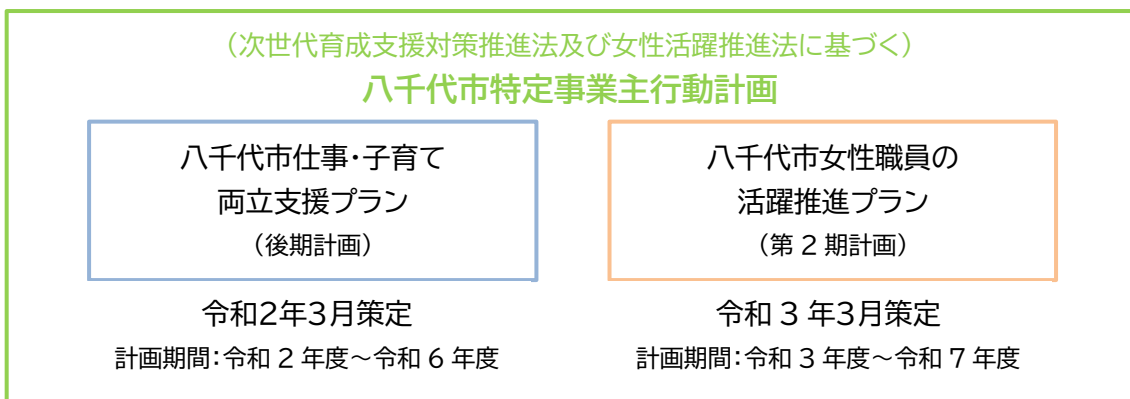 (次世代育成支援対策推進法及び女性活躍推進法に基づく)
八千代市特定事業主行動計画
八千代市仕事・子育て
両立支援プラン
(後期計画)
令和2年3月策定
計画期間:令和 2 年度～令和 6 年度
八千代市女性職員の
活躍推進プラン
(第 2 期計画)
令和 3 年3月策定
計画期間:令和 3 年度～令和 7 年度